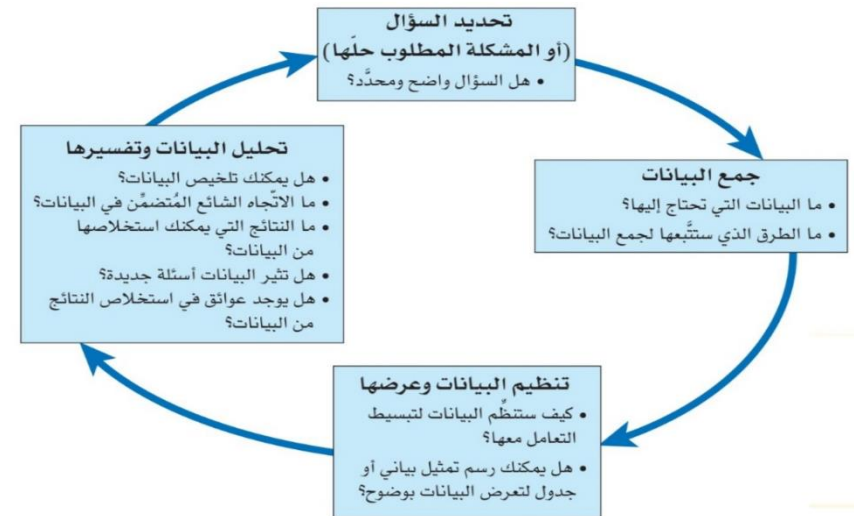 تحديد السؤال
(أو المشكلة المطلوب حلّها)
• هل السؤال واضح ومحدَّد؟
جمع البيانات
• ما البيانات التي تحتاج إليها؟
• ما الطرق الذي ستتَّبعها لجمع البيانات؟
تنظيم البيانات وعرضها
• كيف ستنظِّم البيانات لتبسيط
التعامل معها؟
• هل يمكنك رسم تمثيل بياني أو
جدول لتعرض البيانات بوضوح؟
تحليل البيانات وتفسيرها
• هل يمكنك تلخيص البيانات؟
• ما الاتّجاه الشائع المُتضمِّن في البيانات؟
• ما النتائج التي يمكنك استخلاصها
من البيانات؟
• هل تثير البيانات أسئلة جديدة؟
• هل يوجد عوائق في استخلاص النتائج
من البيانات؟